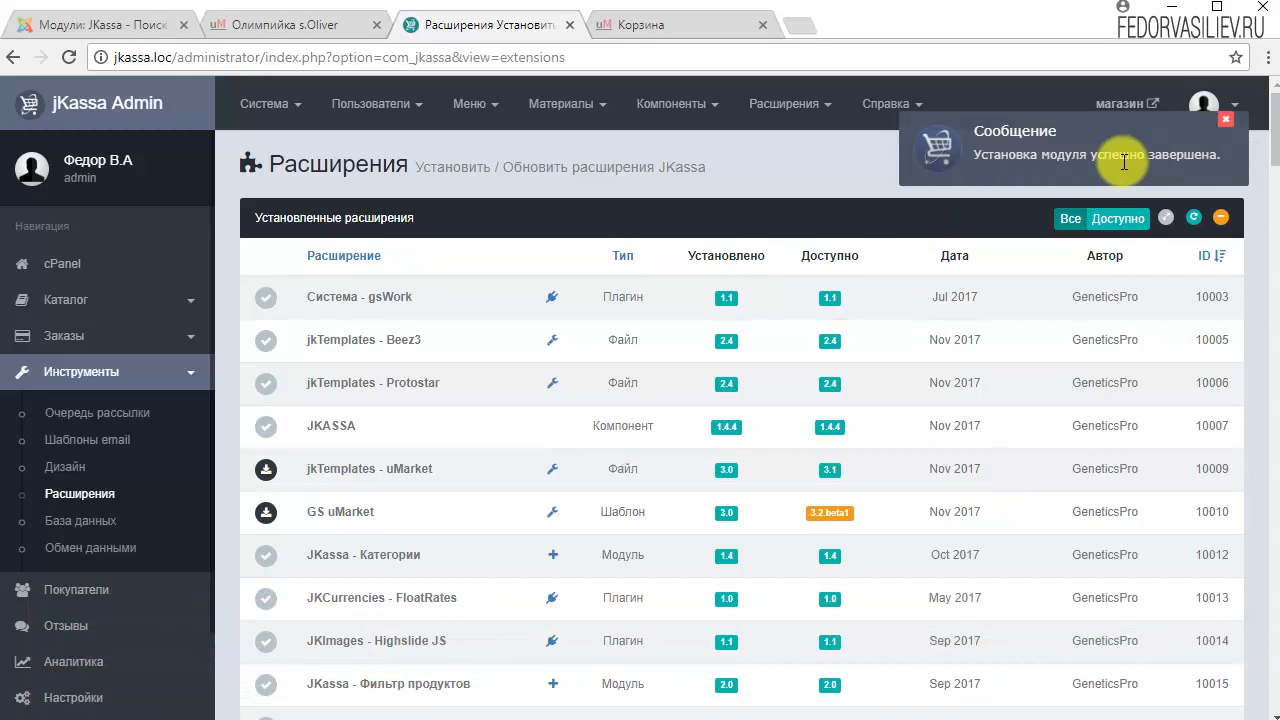 Модули: JKassa - Поиск
Олимпийка s.Oliver
Расширения Установить
Корзина
FEDORVASILIEV.RU
jkassa.loc/administrator/index.php?option=com_jkassa&view=extensions
jKassa Admin
Система
Пользователи
Меню
Материалы
Компоненты
Расширения
Справка
магазин
Сообщение
Установка модуля успешно завершена.
Федор В.А
admin
Навигация
cPanel
Каталог
Заказы
Инструменты
Очередь рассылки
Шаблоны email
Дизайн
Расширения
База данных
Обмен данными
Покупатели
Отзывы
Аналитика
Настройки
Расширения Установить / Обновить расширения JKassa
Установленные расширения
Все Доступно
Расширение Тип Установлено Доступно Дата Автор ID
Система - gsWork Плагин 1.1 1.1 Jul 2017 GeneticsPro 10003
jkTemplates - Beez3 Файл 2.4 2.4 Nov 2017 GeneticsPro 10005
jkTemplates - Protostar Файл 2.4 2.4 Nov 2017 GeneticsPro 10006
JKASSA Компонент 1.4.4 1.4.4 Nov 2017 GeneticsPro 10007
jkTemplates - uMarket Файл 3.0 3.1 Nov 2017 GeneticsPro 10009
GS uMarket Шаблон 3.0 3.2.beta1 Nov 2017 GeneticsPro 10010
JKassa - Категории Модуль 1.4 1.4 Oct 2017 GeneticsPro 10012
JKCurrencies - FloatRates Плагин 1.0 1.0 May 2017 GeneticsPro 10013
JKImages - Highslide JS Плагин 1.1 1.1 Sep 2017 GeneticsPro 10014
JKassa - Фильтр продуктов Модуль 2.0 2.0 Sep 2017 GeneticsPro 10015